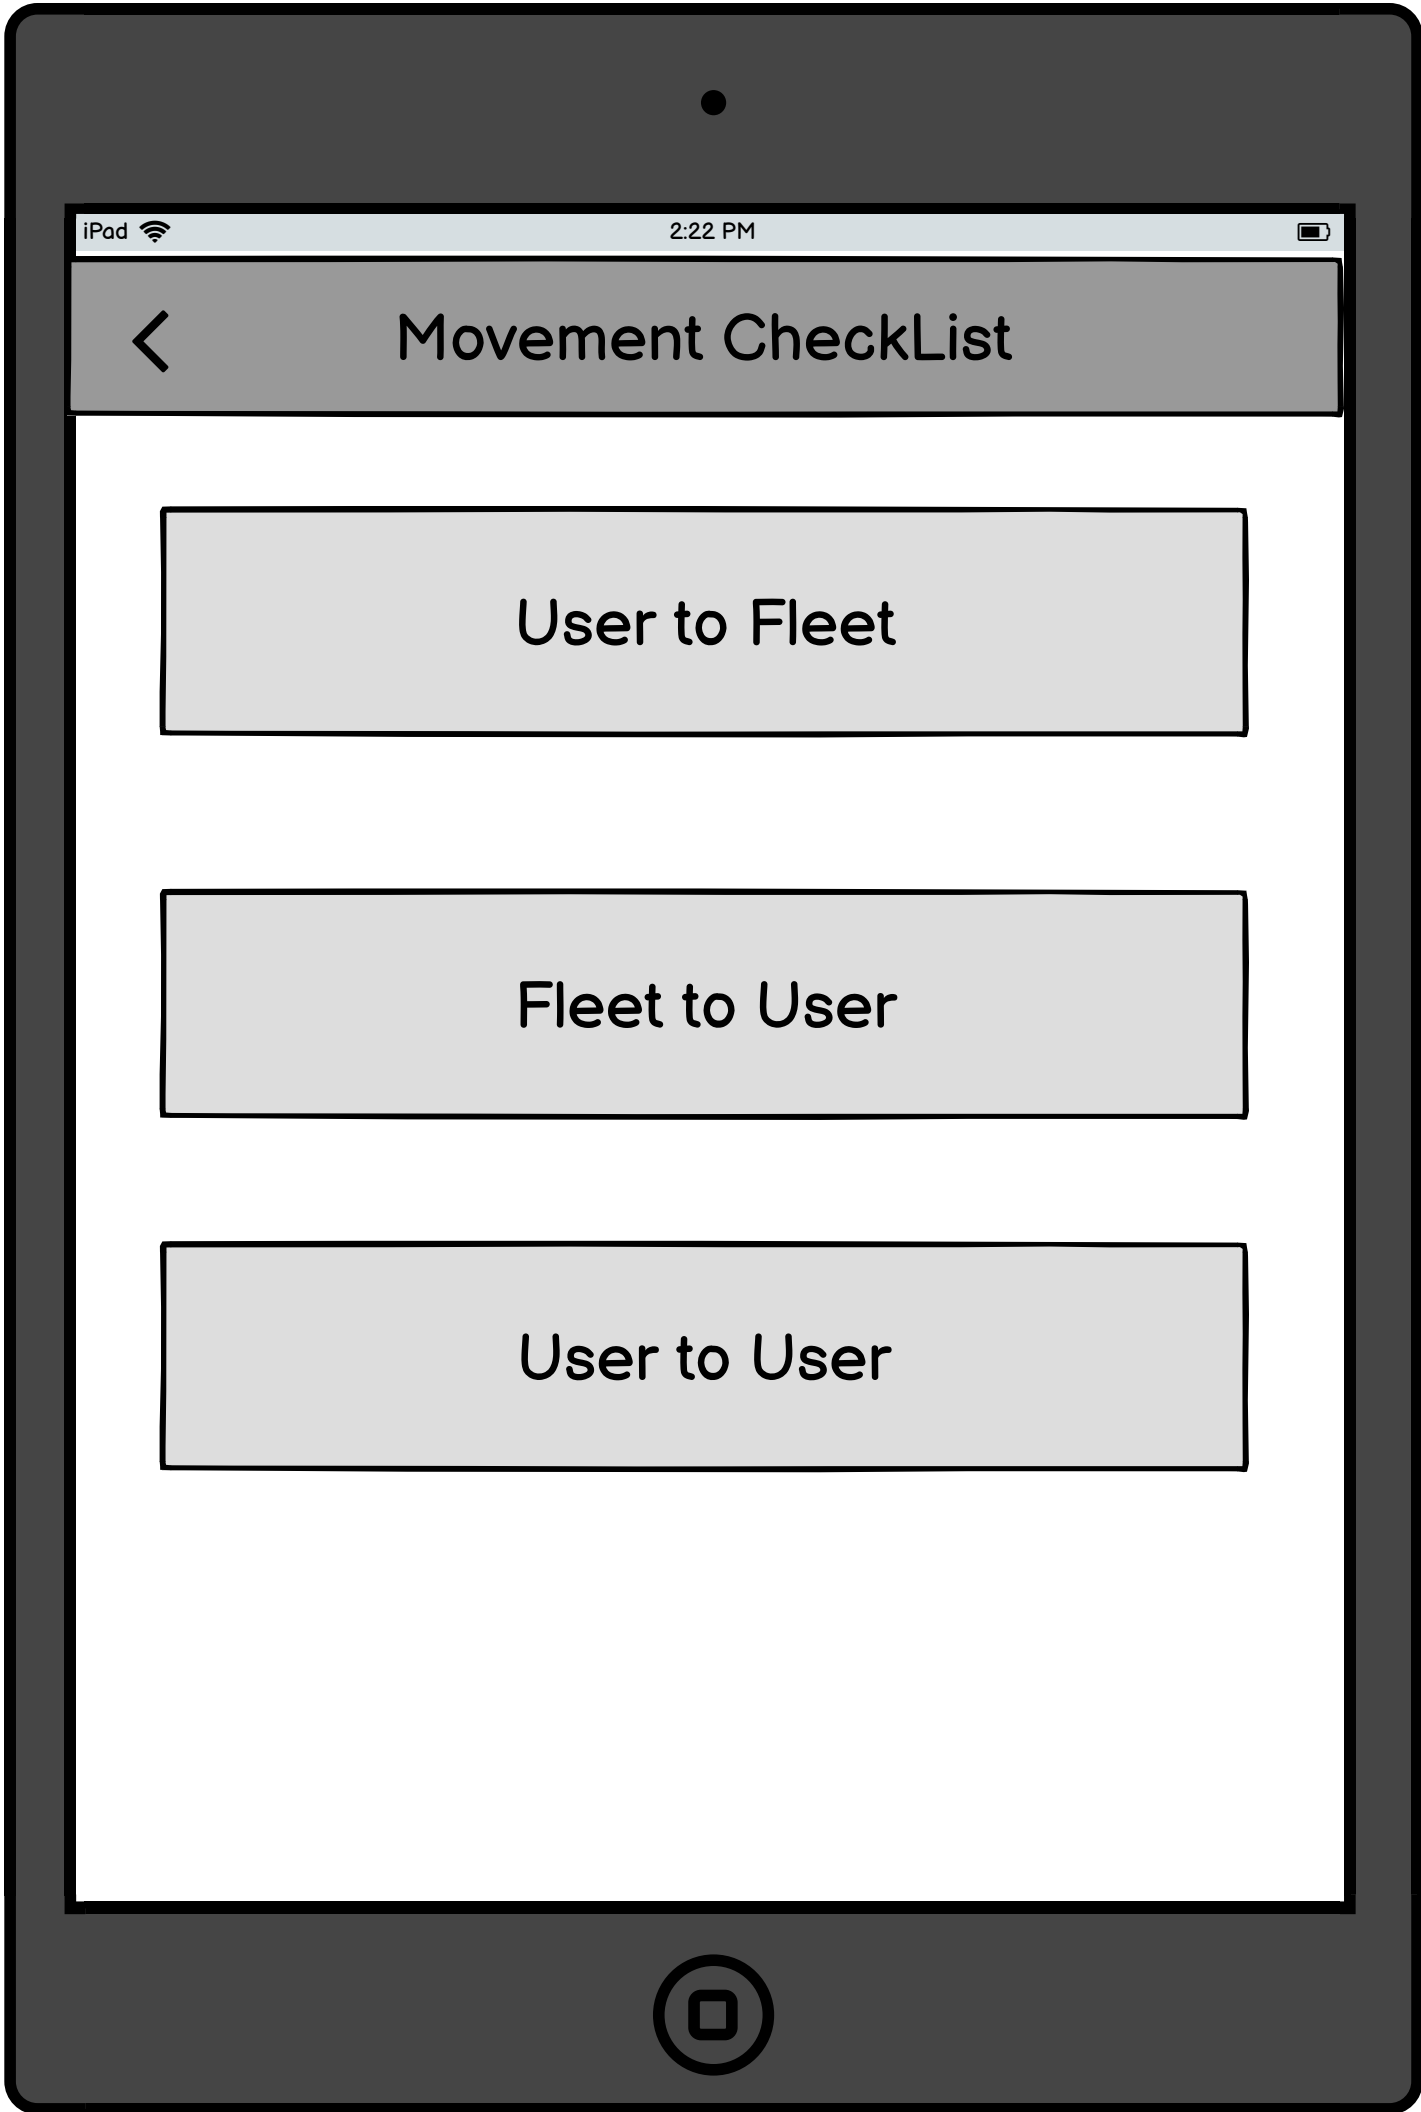 iPad 2:22 PM
Movement CheckList
User to Fleet
Fleet to User
User to User